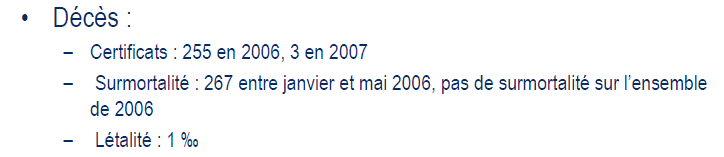 • Décès :
– Certificats : 255 en 2006, 3 en 2007
– Surmortalité : 267 entre janvier et mai 2006, pas de surmortalité sur l'ensemble
de 2006
– Létalité : 1 ‰